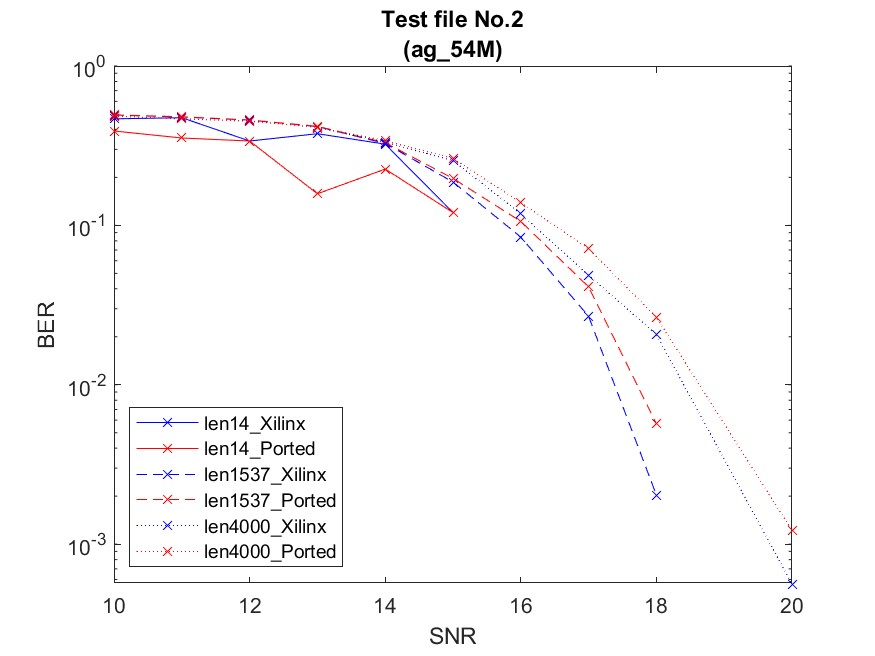 Test file No.2
(ag_54M)
10^0
10^-1
10^-2
10^-3
BER
len14_Xilinx
len14_Ported
len1537_Xilinx
len1537_Ported
len4000_Xilinx
len4000_Ported
10 12 14 16 18 20
SNR